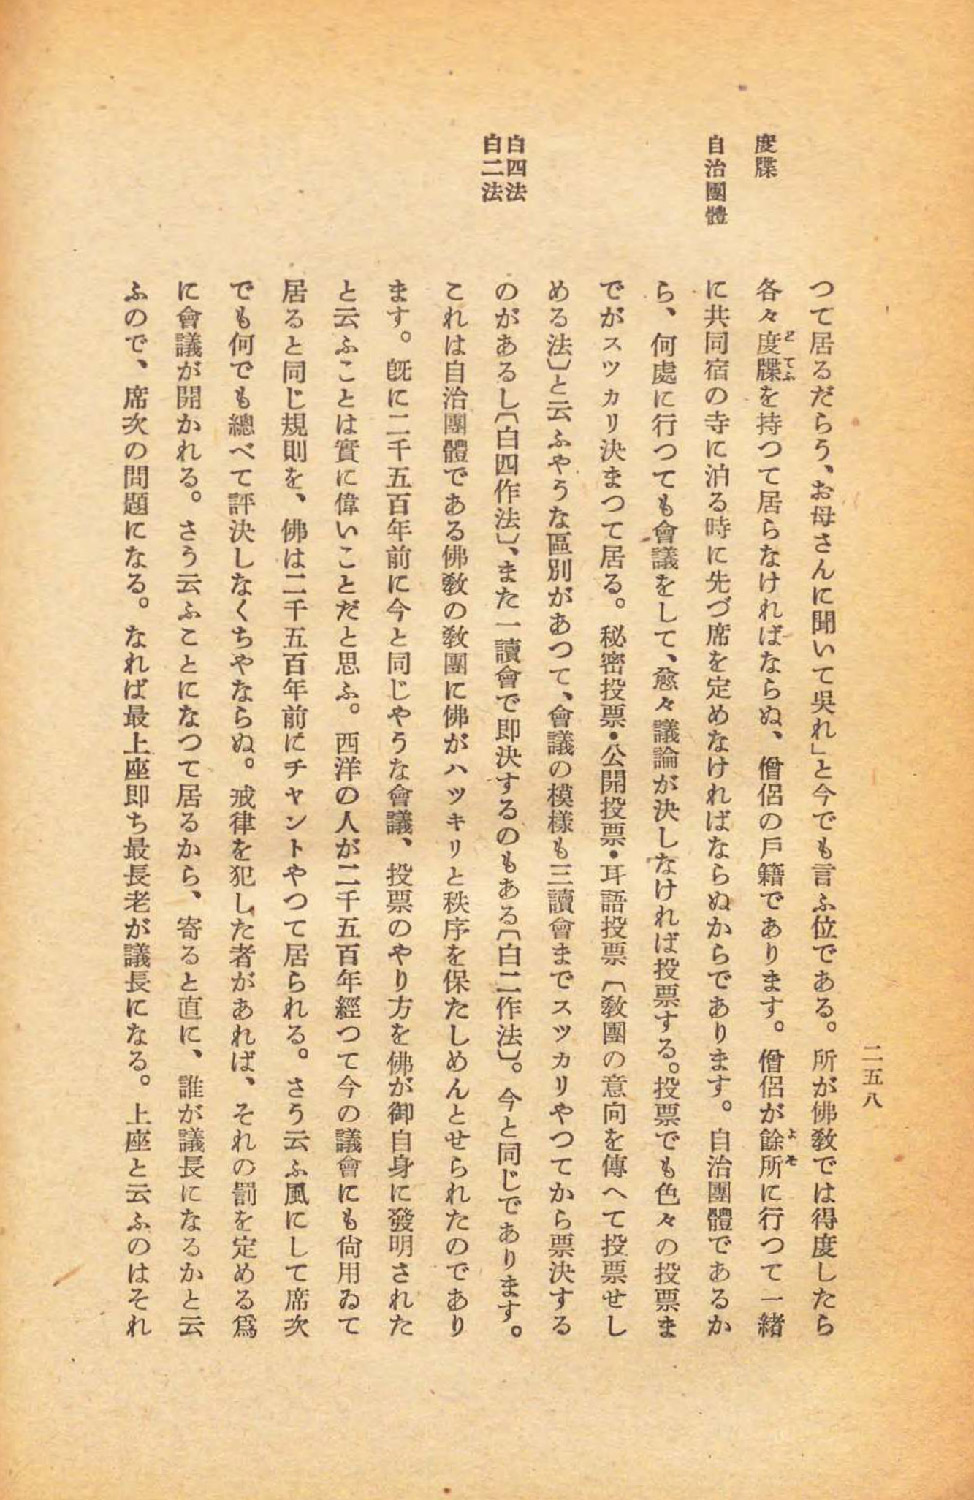 二五八
度牒
自治團體
白四法
白二法
つて居るだらう、お母さんに聞いて吳れ」と今でも言ふ位である。所が佛敎では得度したら
各々度牒を持つて居らなければならぬ、僧侶の戶籍であります。僧侶が餘所に行つて一緒
に共同宿の寺に泊る時に先づ席を定めなければならぬからであります。自治團體であるか
ら、何處に行つても會議をして、愈々議論が決しなければ投票する。投票でも色々の投票ま
でがスツカリ決まつて居る。秘密投票・公開投票・耳語投票〔敎團の意向を傳へて投票せし
める法〕と云ふやうな區別があつて、會議の模樣も三讀會までスツカリやつてから票決する
のがあるし〔白四作法〕、また一讀會で即決するのもある〔白二作法〕。今と同じであります。
これは自治團體である佛敎の敎團に佛がハツキリと秩序を保たしめんとせられたのであり
ます。旣に二千五百年前に今と同じやうな會議、投票のやり方を佛が御自身に發明された
と云ふことは實に偉いことだと思ふ。西洋の人が二千五百年經つて今の議會にも尙用ゐて
居ると同じ規則を、佛は二千五百年前にチヤントやつて居られる。さう云ふ風にして席次
でも何でも總べて評決しなくちやならぬ。戒律を犯した者があれば、それの罰を定める爲
に會議が開かれる。さう云ふことになつて居るから、寄ると直に、誰が議長になるかと云
ふので、席次の問題になる。なれば最上座即ち最長老が議長になる。上座と云ふのはそれ